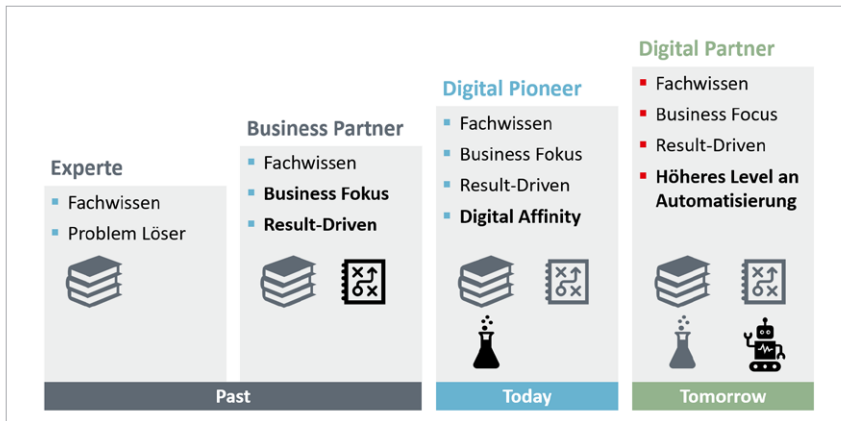 Experte
Fachwissen
Problem Löser
Business Partner
Fachwissen
Business Fokus
Result-Driven
Digital Pioneer
Fachwissen
Business Fokus
Result-Driven
Digital Affinity
Digital Partner
Fachwissen
Business Focus
Result-Driven
Höheres Level an
Automatisierung
Past
Today
Tomorrow